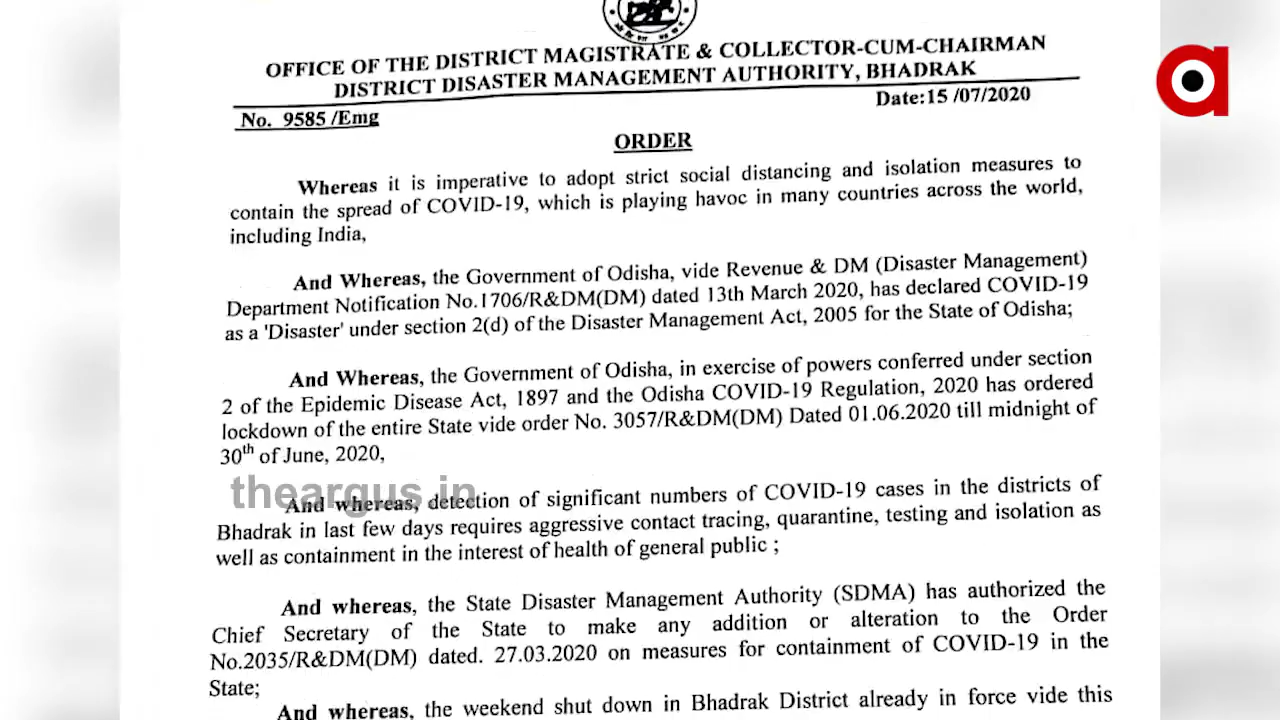 OFFICE OF THE DISTRICT MAGISTRATE & COLLECTOR-CUM-CHAIRMAN
DISTRICT DISASTER MANAGEMENT AUTHORITY, BHADRAK
No. 9585 /Emg
Date:15 /07/2020
ORDER
Whereas it is imperative to adopt strict social distancing and isolation measures to
contain the spread of COVID-19, which is playing havoc in many countries across the world,
including India,
And Whereas, the Government of Odisha, vide Revenue & DM (Disaster Management)
Department Notification No.1706/R&DM(DM) dated 13th March 2020, has declared COVID-19
as a 'Disaster' under section 2(d) of the Disaster Management Act, 2005 for the State of Odisha;
And Whereas, the Government of Odisha, in exercise of powers conferred under section
2 of the Epidemic Disease Act, 1897 and the Odisha COVID-19 Regulation, 2020 has ordered
lockdown of the entire State vide order No. 3057/R&DM(DM) Dated 01.06.2020 till midnight of
30th of June, 2020,
theargus.in
And whereas, detection of significant numbers of COVID-19 cases in the districts of
Bhadrak in last few days requires aggressive contact tracing, quarantine, testing and isolation as
well as containment in the interest of health of general public ;
And whereas, the State Disaster Management Authority (SDMA) has authorized the
Chief Secretary of the State to make any addition or alteration to the Order
No.2035/R&DM(DM) dated. 27.03.2020 on measures for containment of COVID-19 in the
State;
And whereas, the weekend shut down in Bhadrak District already in force vide this